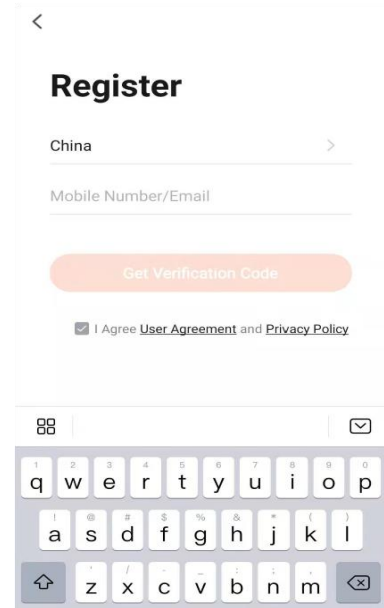 Register
China
Mobile Number/Email
Get Verification Code
I Agree User Agreement and Privacy Policy
1 2 3 4 5 6 7 8 9 0
q w e r t y u i o p
! @ # $ % & * ( )
a s d f g h j k l
z x c v b n m